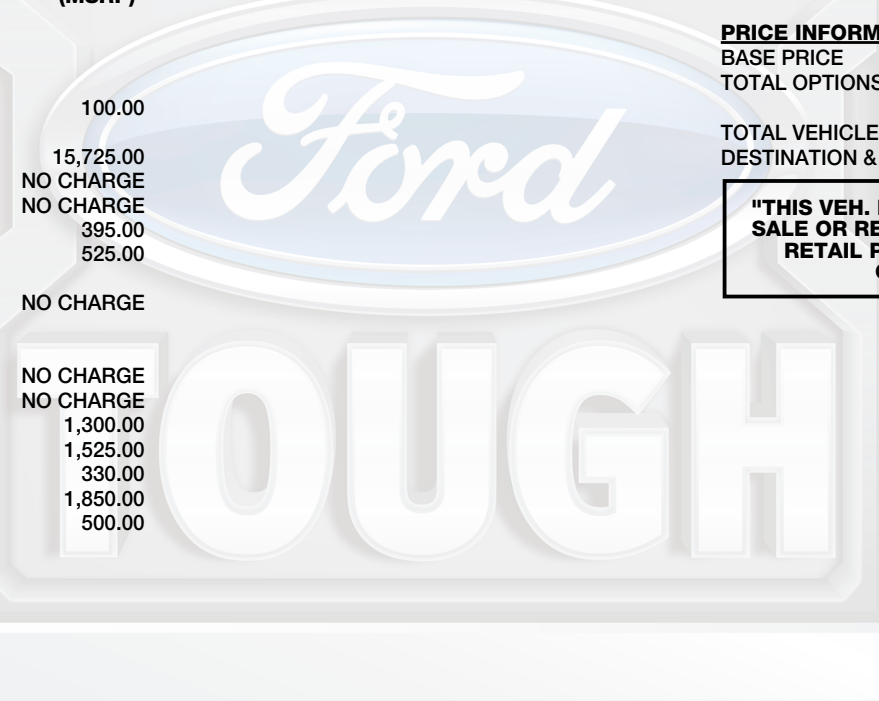 (MSRP)
100.00
15,725.00
NO CHARGE
NO CHARGE
395.00
525.00
NO CHARGE
NO CHARGE
NO CHARGE
1,300.00
1,525.00
330.00
1,850.00
500.00
PRICE INFORM
BASE PRICE
TOTAL OPTIONS
TOTAL VEHICLE
DESTINATION &
"THIS VEH.
SALE OR RE
RETAIL P
Ford
TOUGH